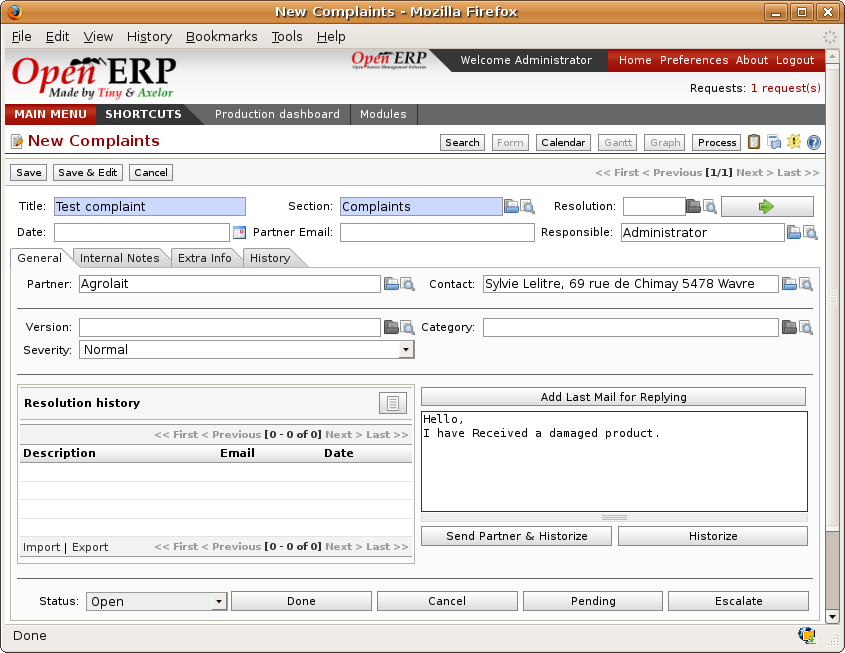 New Complaints - Mozilla Firefox
File Edit View History Bookmarks Tools Help
Open ERP
Made by Tiny & Axelor
Open ERP
Open Source Management Software
Welcome Administrator
Home Preferences About Logout
Requests: 1 request(s)
MAIN MENU SHORTCUTS Production dashboard Modules
New Complaints
Search Form Calendar Gantt Graph Process
Save Save & Edit Cancel
<< First < Previous [1/1] Next > Last >>
Title: Test complaint Section: Complaints Resolution:
Date: Partner Email: Responsible: Administrator
General Internal Notes Extra Info History
Partner: Agrolait Contact: Sylvie Lelitre, 69 rue de Chimay 5478 Wavre
Version: Category:
Severity: Normal
Resolution history
<< First < Previous [0 - 0 of 0] Next > Last >>
Description Email Date
Import | Export << First < Previous [0 - 0 of 0] Next > Last >>
Add Last Mail for Replying
Hello,
I have Received a damaged product.
Send Partner & Historize Historize
Status: Open Done Cancel Pending Escalate
Done